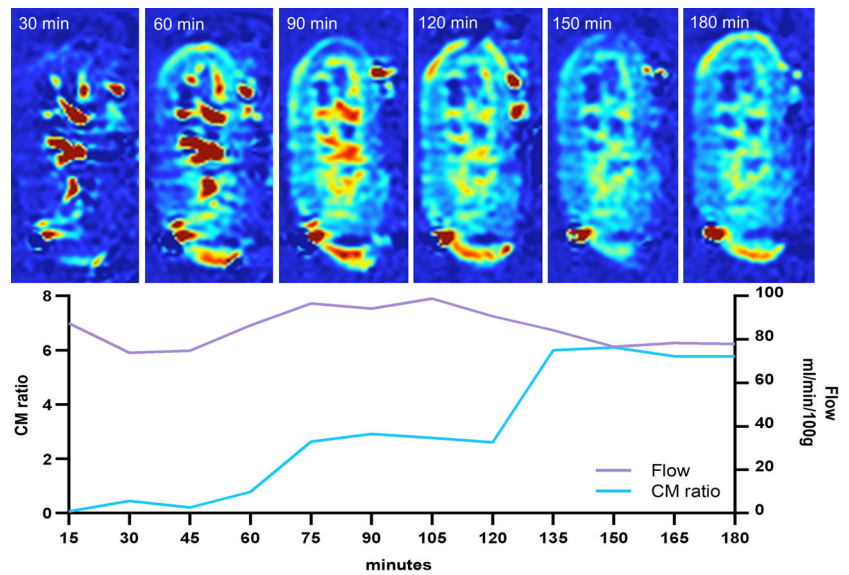 30 min 60 min 90 min 120 min 150 min 180 min
8 100
80
6
60
4
40
2
20
0 0
CM ratio
Flow
ml/min/100g
Flow
CM ratio
15 30 45 60 75 90 105 120 135 150 165 180
minutes